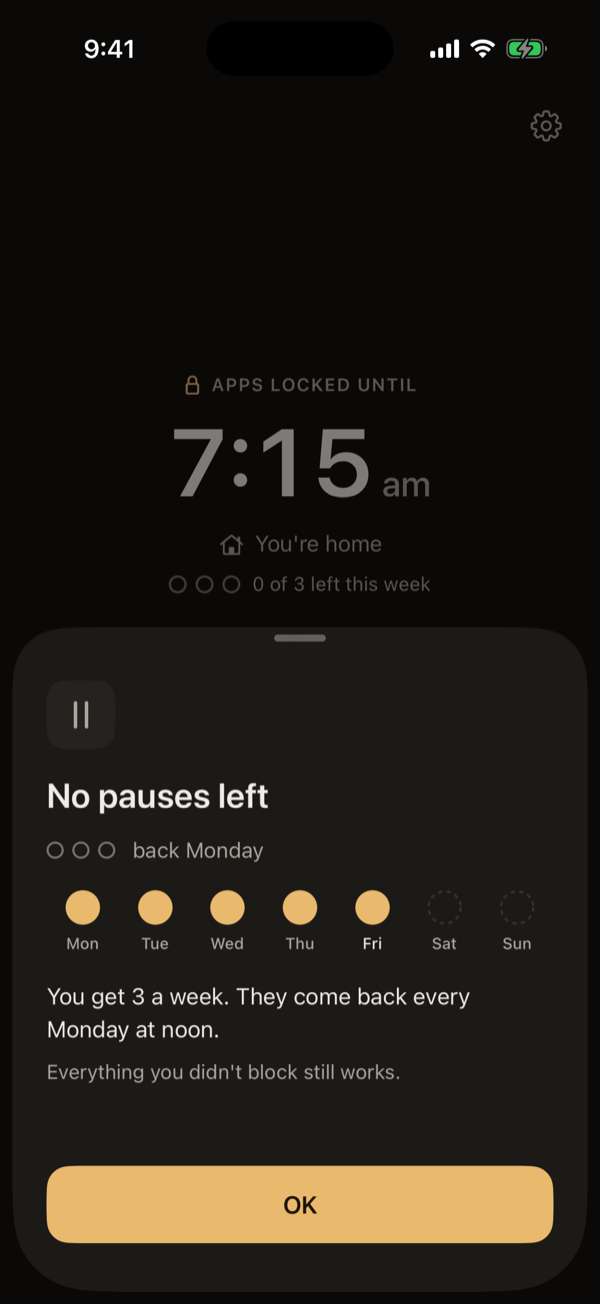 9:41
APPS LOCKED UNTIL
7:15 am
You're home
0 of 3 left this week
No pauses left
back Monday
Mon Tue Wed Thu Fri Sat Sun
You get 3 a week. They come back every
Monday at noon.
Everything you didn't block still works.
OK